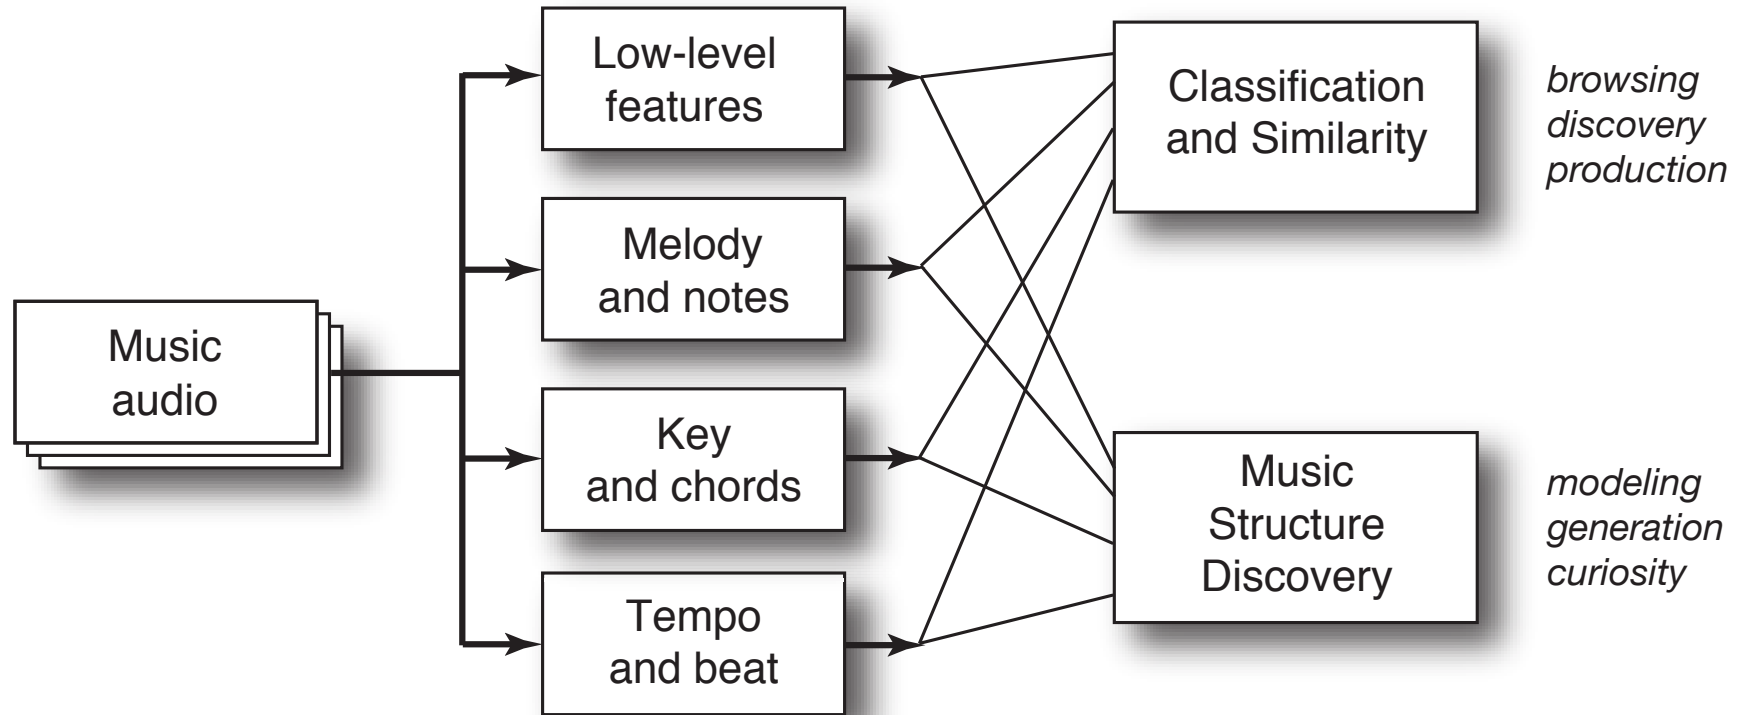 Music
audio
Low-level
features
Melody
and notes
Key
and chords
Tempo
and beat
Classification
and Similarity
browsing
discovery
production
Music
Structure
Discovery
modeling
generation
curiosity